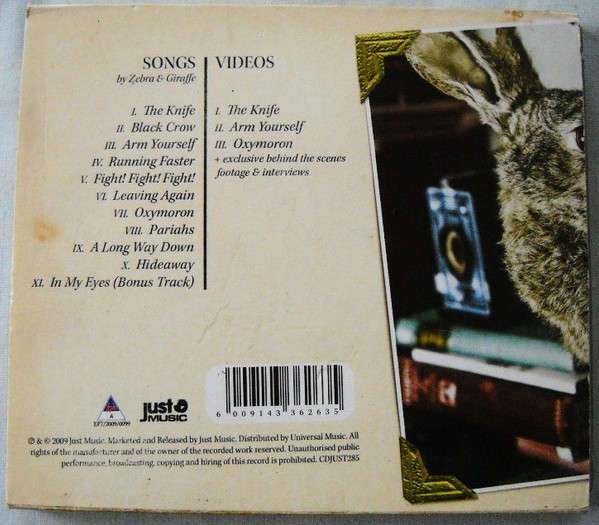 SONGS
by Zebra & Giraffe
I. The Knife
II. Black Crow
III. Arm Yourself
IV. Running Faster
V. Fight! Fight! Fight!
VI. Leaving Again
VII. Oxymoron
VIII. Pariahs
IX. A Long Way Down
X. Hideaway
XI. In My Eyes (Bonus Track)
VIDEOS
I. The Knife
II. Arm Yourself
III. Oxymoron
+ exclusive behind the scenes
footage & interviews
A
EP7/2009/0099
just
MUSIC
6 009143 362635
℗ & © 2009 Just Music. Marketed and Released by Just Music. Distributed by Universal Music. All
rights of the manufacturer and of the owner of the recorded work reserved. Unauthorised public
performance, broadcasting, copying and hiring of this record is prohibited. CDJUST285